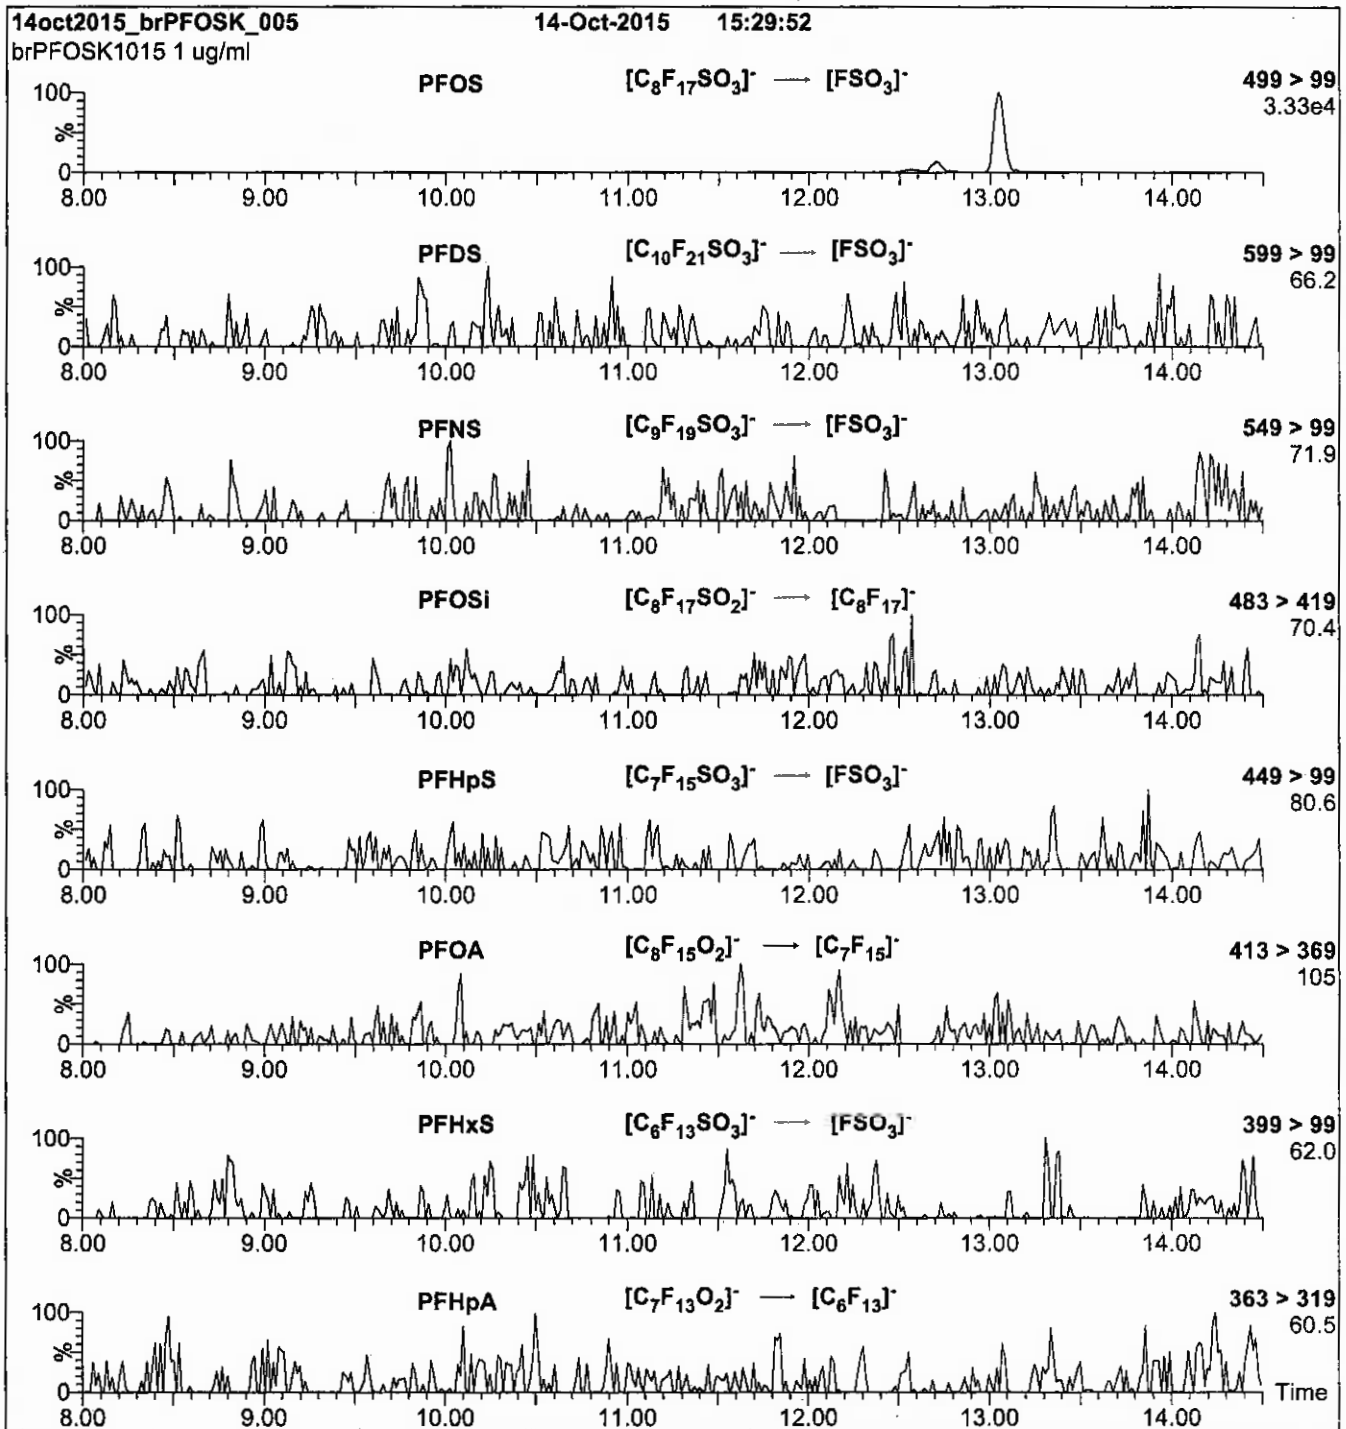 14oct2015_brPFOSK_005 14-Oct-2015 15:29:52
brPFOSK1015 1 ug/ml
PFOS [C₈F₁₇SO₃]⁻ → [FSO₃]⁻ 499 > 99
3.33e4
100
%
0
8.00 9.00 10.00 11.00 12.00 13.00 14.00
PFDS [C₁₀F₂₁SO₃]⁻ → [FSO₃]⁻ 599 > 99
66.2
100
%
0
8.00 9.00 10.00 11.00 12.00 13.00 14.00
PFNS [C₉F₁₉SO₃]⁻ → [FSO₃]⁻ 549 > 99
71.9
100
%
0
8.00 9.00 10.00 11.00 12.00 13.00 14.00
PFOSi [C₈F₁₇SO₂]⁻ → [C₈F₁₇]⁻ 483 > 419
70.4
100
%
0
8.00 9.00 10.00 11.00 12.00 13.00 14.00
PFHpS [C₇F₁₅SO₃]⁻ → [FSO₃]⁻ 449 > 99
80.6
100
%
0
8.00 9.00 10.00 11.00 12.00 13.00 14.00
PFOA [C₈F₁₅O₂]⁻ → [C₇F₁₅]⁻ 413 > 369
105
100
%
0
8.00 9.00 10.00 11.00 12.00 13.00 14.00
PFHxS [C₆F₁₃SO₃]⁻ → [FSO₃]⁻ 399 > 99
62.0
100
%
0
8.00 9.00 10.00 11.00 12.00 13.00 14.00
PFHpA [C₇F₁₃O₂]⁻ → [C₆F₁₃]⁻ 363 > 319
60.5
100
%
0
Time
8.00 9.00 10.00 11.00 12.00 13.00 14.00